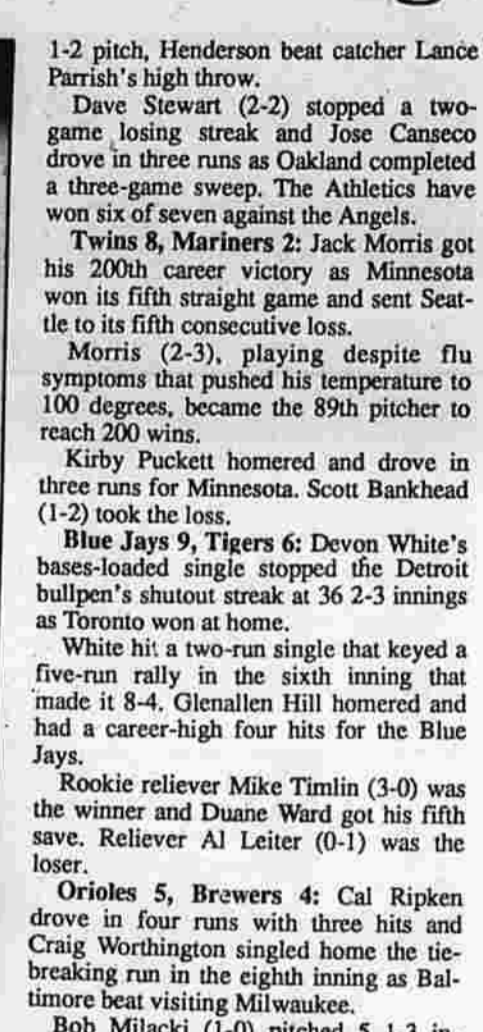 1-2 pitch, Henderson beat catcher Lance
Parrish's high throw.
Dave Stewart (2-2) stopped a two-
game losing streak and Jose Canseco
drove in three runs as Oakland completed
a three-game sweep. The Athletics have
won six of seven against the Angels.
Twins 8, Mariners 2: Jack Morris got
his 200th career victory as Minnesota
won its fifth straight game and sent Seat-
tle to its fifth consecutive loss.
Morris (2-3), playing despite flu
symptoms that pushed his temperature to
100 degrees, became the 89th pitcher to
reach 200 wins.
Kirby Puckett homered and drove in
three runs for Minnesota. Scott Bankhead
(1-2) took the loss.
Blue Jays 9, Tigers 6: Devon White's
bases-loaded single stopped the Detroit
bullpen's shutout streak at 36 2-3 innings
as Toronto won at home.
White hit a two-run single that keyed a
five-run rally in the sixth inning that
made it 8-4. Glenallen Hill homered and
had a career-high four hits for the Blue
Jays.
Rookie reliever Mike Timlin (3-0) was
the winner and Duane Ward got his fifth
save. Reliever Al Leiter (0-1) was the
loser.
Orioles 5, Brewers 4: Cal Ripken
drove in four runs with three hits and
Craig Worthington singled home the tie-
breaking run in the eighth inning as Bal-
timore beat visiting Milwaukee.
Bob Milacki (1-0) pitched 5 1-3 in-